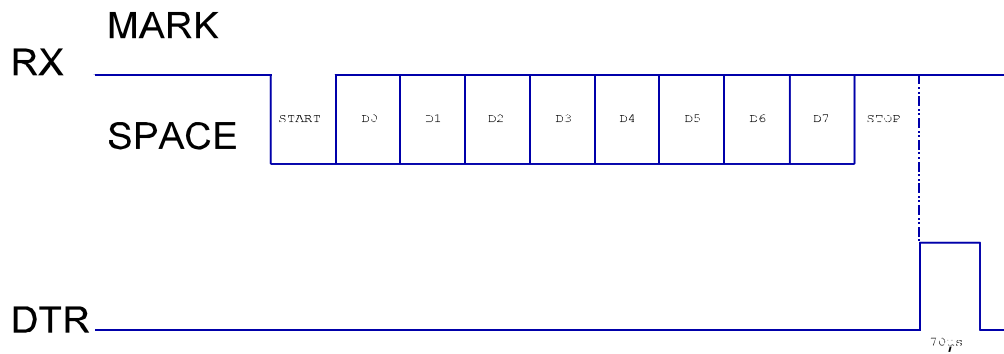 MARK
RX
START D0 D1 D2 D3 D4 D5 D6 D7 STOP
SPACE
DTR
70µs